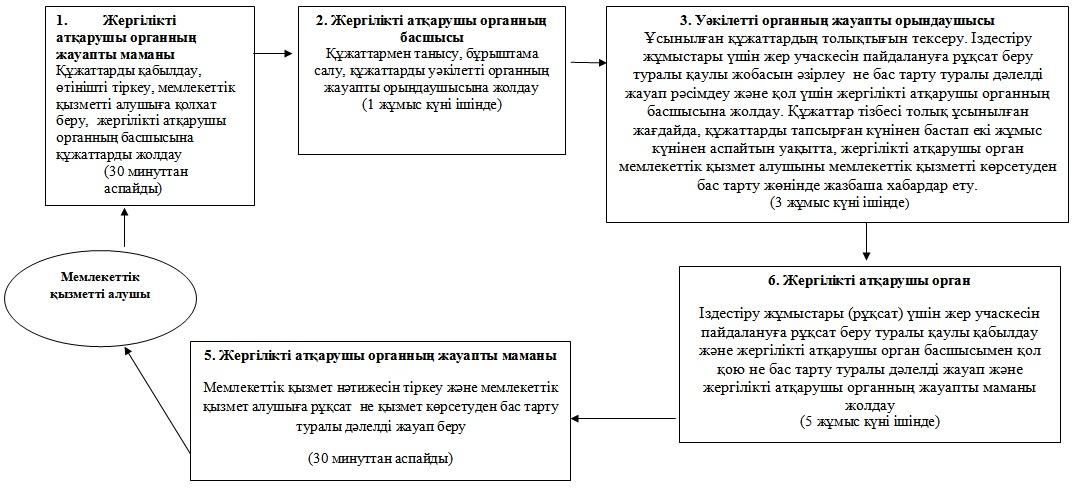 1. Жергілікті
атқарушы органның
жауапты маманы
Құжаттарды қабылдау,
өтінішті тіркеу, мемлекеттік
қызметті алушыға қолхат
беру, жергілікті атқарушы
органның басшысына
құжаттарды жолдау
(30 минуттан
аспайды)
2. Жергілікті атқарушы органның
басшысы
Құжаттармен танысу, бұрыштама
салу, құжаттарды уәкілетті органның
жауапты орындаушысына жолдау
(1 жұмыс күні ішінде)
3. Уәкілетті органның жауапты орындаушысы
Ұсынылған құжаттардың толықтығын тексеру. Іздестіру
жұмыстары үшін жер учаскесін пайдалануға рұқсат беру
туралы қаулы жобасын әзірлеу не бас тарту туралы дәлелді
жауап рәсімдеу және қол үшін жергілікті атқарушы органның
басшысына жолдау. Құжаттар тізбесі толық ұсынылған
жағдайда, құжаттарды тапсырған күнінен бастап екі жұмыс
күнінен аспайтын уақытта, жергілікті атқарушы орган
мемлекеттік қызмет алушыны мемлекеттік қызметті көрсетуден
бас тарту жөнінде жазбаша хабардар ету.
(3 жұмыс күні ішінде)
Мемлекеттік
қызметті алушы
6. Жергілікті атқарушы орган
Іздестіру жұмыстары (рұқсат) үшін жер учаскесін
пайдалануға рұқсат беру туралы қаулы қабылдау
және жергілікті атқарушы орган басшысымен қол
қою не бас тарту туралы дәлелді жауап және
жергілікті атқарушы органның жауапты маманы
жолдау
(5 жұмыс күні ішінде)
5. Жергілікті атқарушы органның жауапты маманы
Мемлекеттік қызмет нәтижесін тіркеу және мемлекеттік
қызмет алушыға рұқсат не қызмет көрсетуден бас тарту
туралы дәлелді жауап беру
(30 минуттан аспайды)